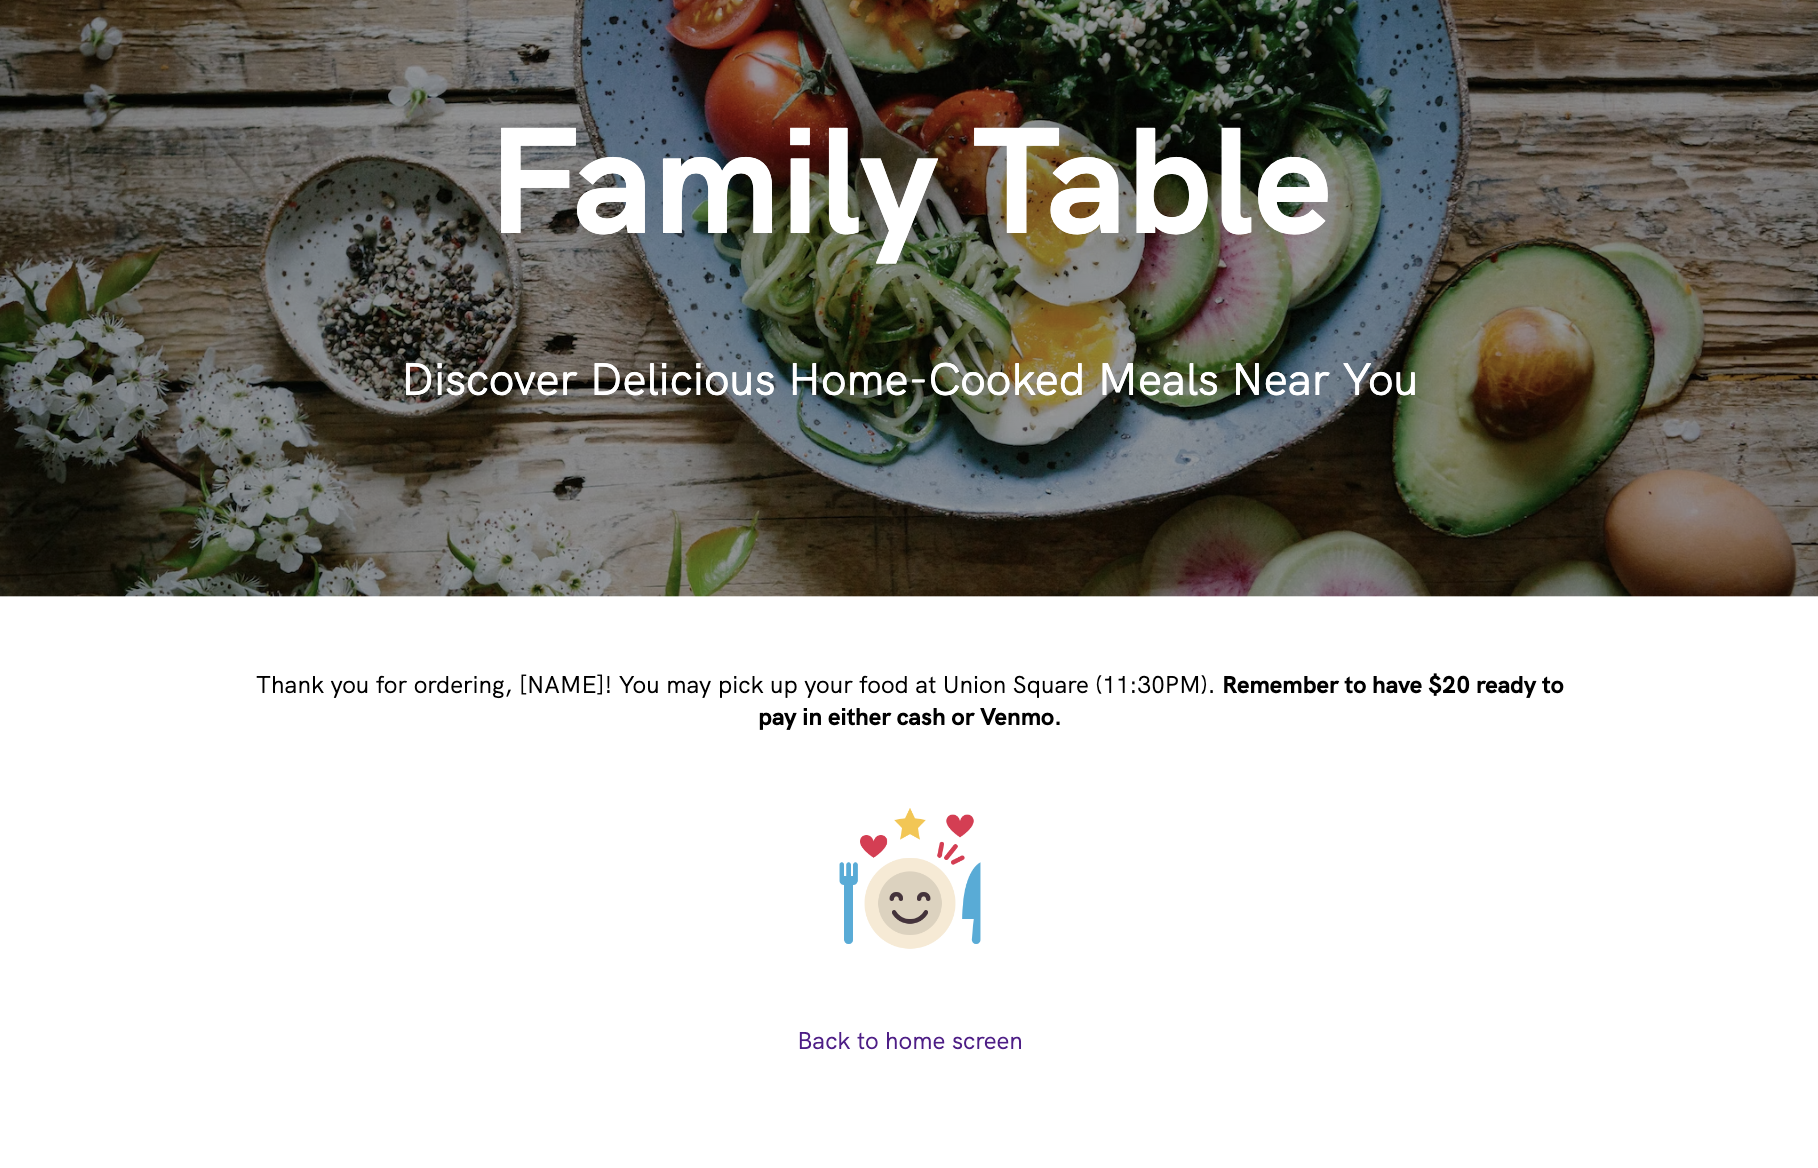 Family Table
Discover Delicious Home-Cooked Meals Near You
Thank you for ordering, [NAME]! You may pick up your food at Union Square (11:30PM). Remember to have $20 ready to
pay in either cash or Venmo.
Back to home screen